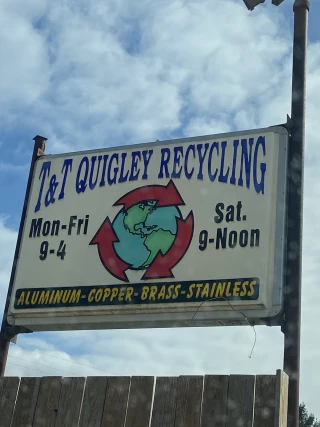 T&T QUIGLEY RECYCLING
Mon-Fri
9-4
Sat.
9-Noon
ALUMINUM-COPPER-BRASS-STAINLESS